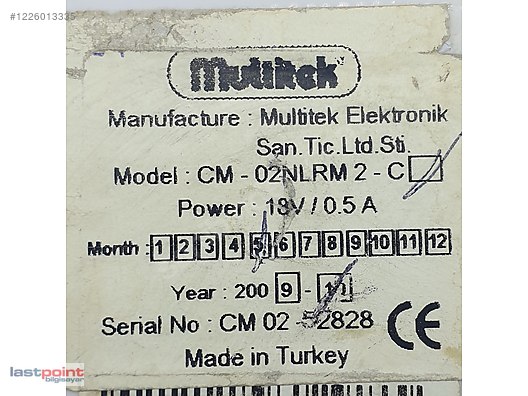 #1226013335
Multitek
Manufacture : Multitek Elektronik
San.Tic.Ltd.Sti.
Model : CM - 02NLRM 2 - C
Power : 18V / 0.5 A
Month : 1 2 3 4 5 6 7 8 9 10 11 12
Year : 200 9 - 10
Serial No : CM 02 - 52828
CE
Made in Turkey
lastpoint
bilgisayar